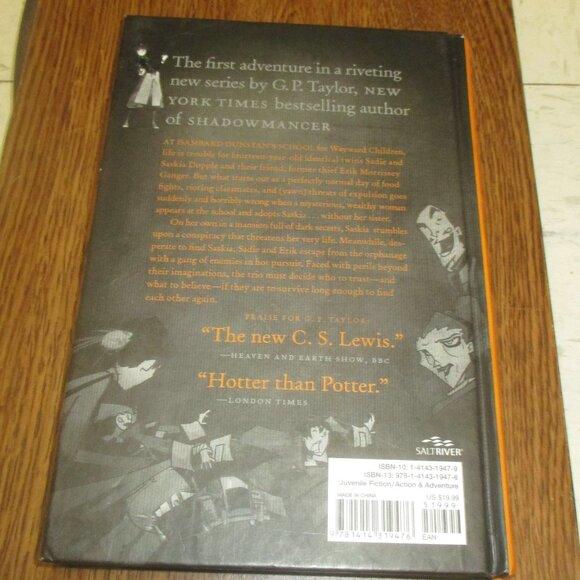 The first adventure in a riveting
new series by G.P. Taylor, NEW
YORK TIMES bestselling author
of SHADOWMANCER
AT ISAMBARD DUNSTAN'S SCHOOL for Wayward Children,
life is trouble for fourteen-year-old identical twins Sadie and
Saskia Dopple and their friend, former thief Erik Morrissey
Ganger. But what starts out as a perfectly normal day of food
fights, rioting classmates, and (yawn) threats of expulsion goes
suddenly and horribly wrong when a mysterious, wealthy woman
appears at the school and adopts Saskia . . . without her sister.
On her own in a mansion full of dark secrets, Saskia stumbles
upon a conspiracy that threatens her very life. Meanwhile, des-
perate to find Saskia, Sadie and Erik escape from the orphanage
with a gang of enemies in hot pursuit. Faced with perils beyond
their imaginations, the trio must decide who to trust—and
what to believe—if they are to survive long enough to find
each other again.
PRAISE FOR G. P. TAYLOR:
"The new C. S. Lewis."
—HEAVEN AND EARTH SHOW, BBC
"Hotter than Potter."
—LONDON TIMES
SALTRIVER
ISBN-10: 1-4143-1947-9
ISBN-13: 978-1-4143-1947-6
Juvenile Fiction/Action & Adventure
MADE IN CHINA
US $19.99
51999
9781414319476
EAN